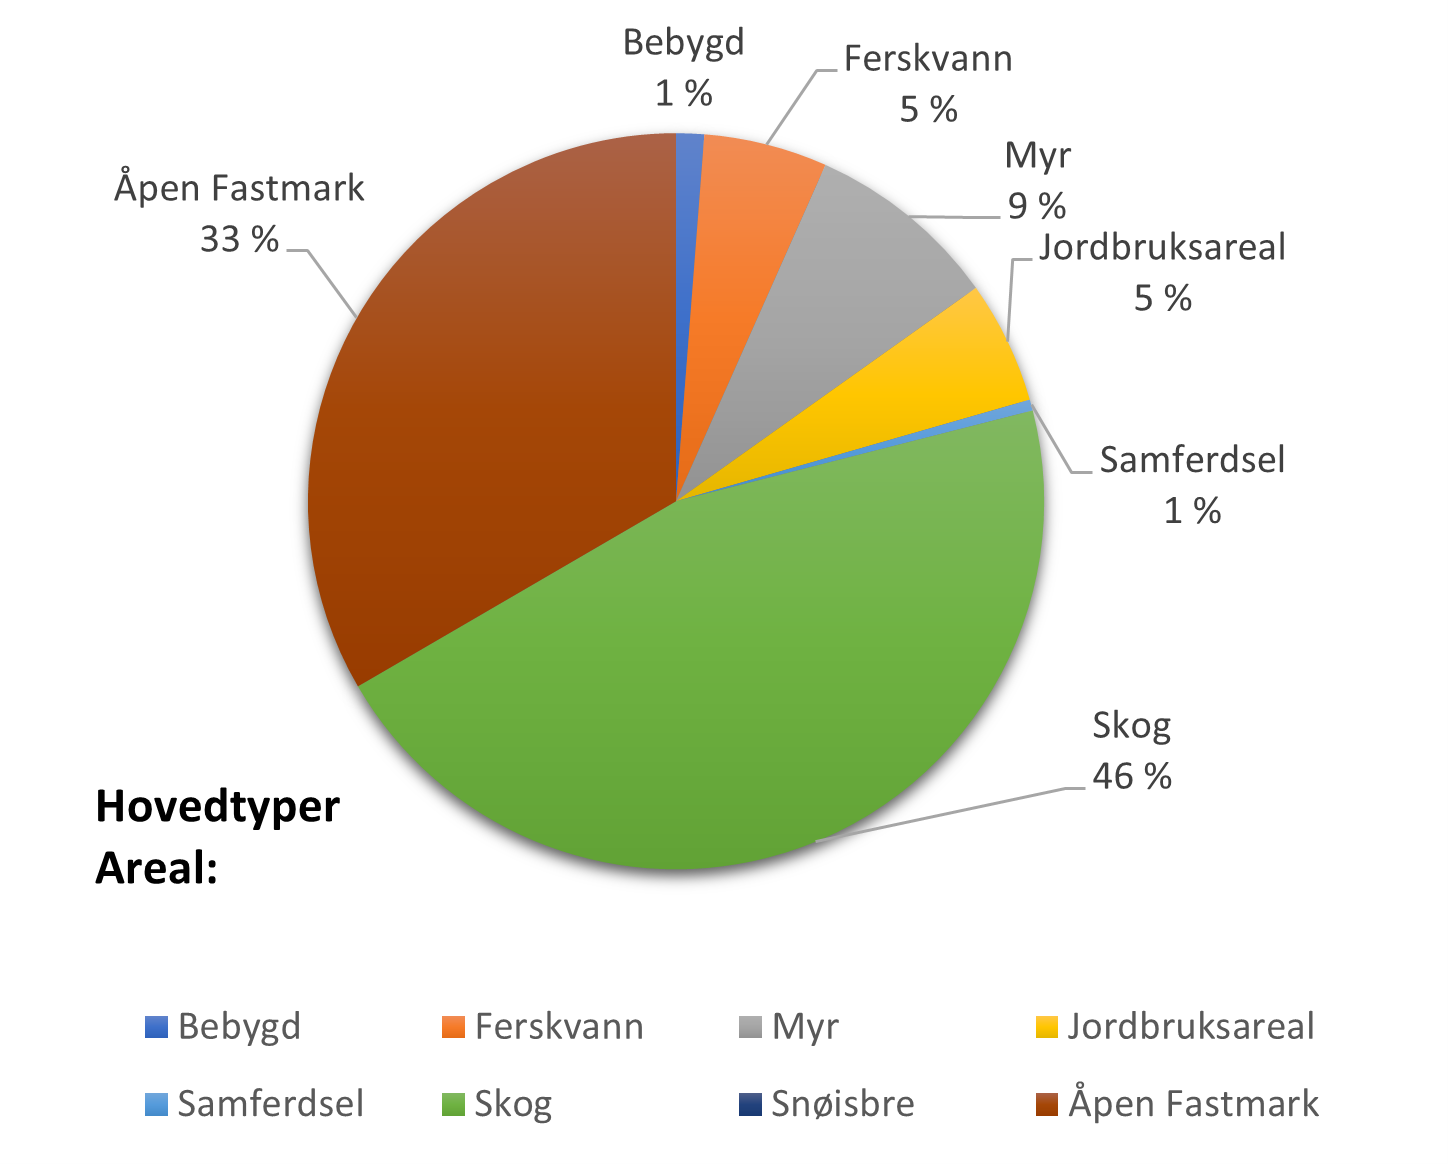 Bebygd
1 %
Ferskvann
5 %
Myr
9 %
Jordbruksareal
5 %
Samferdsel
1 %
Skog
46 %
Åpen Fastmark
33 %
Hovedtyper
Areal:
Bebygd
Ferskvann
Myr
Jordbruksareal
Samferdsel
Skog
Snøisbre
Åpen Fastmark